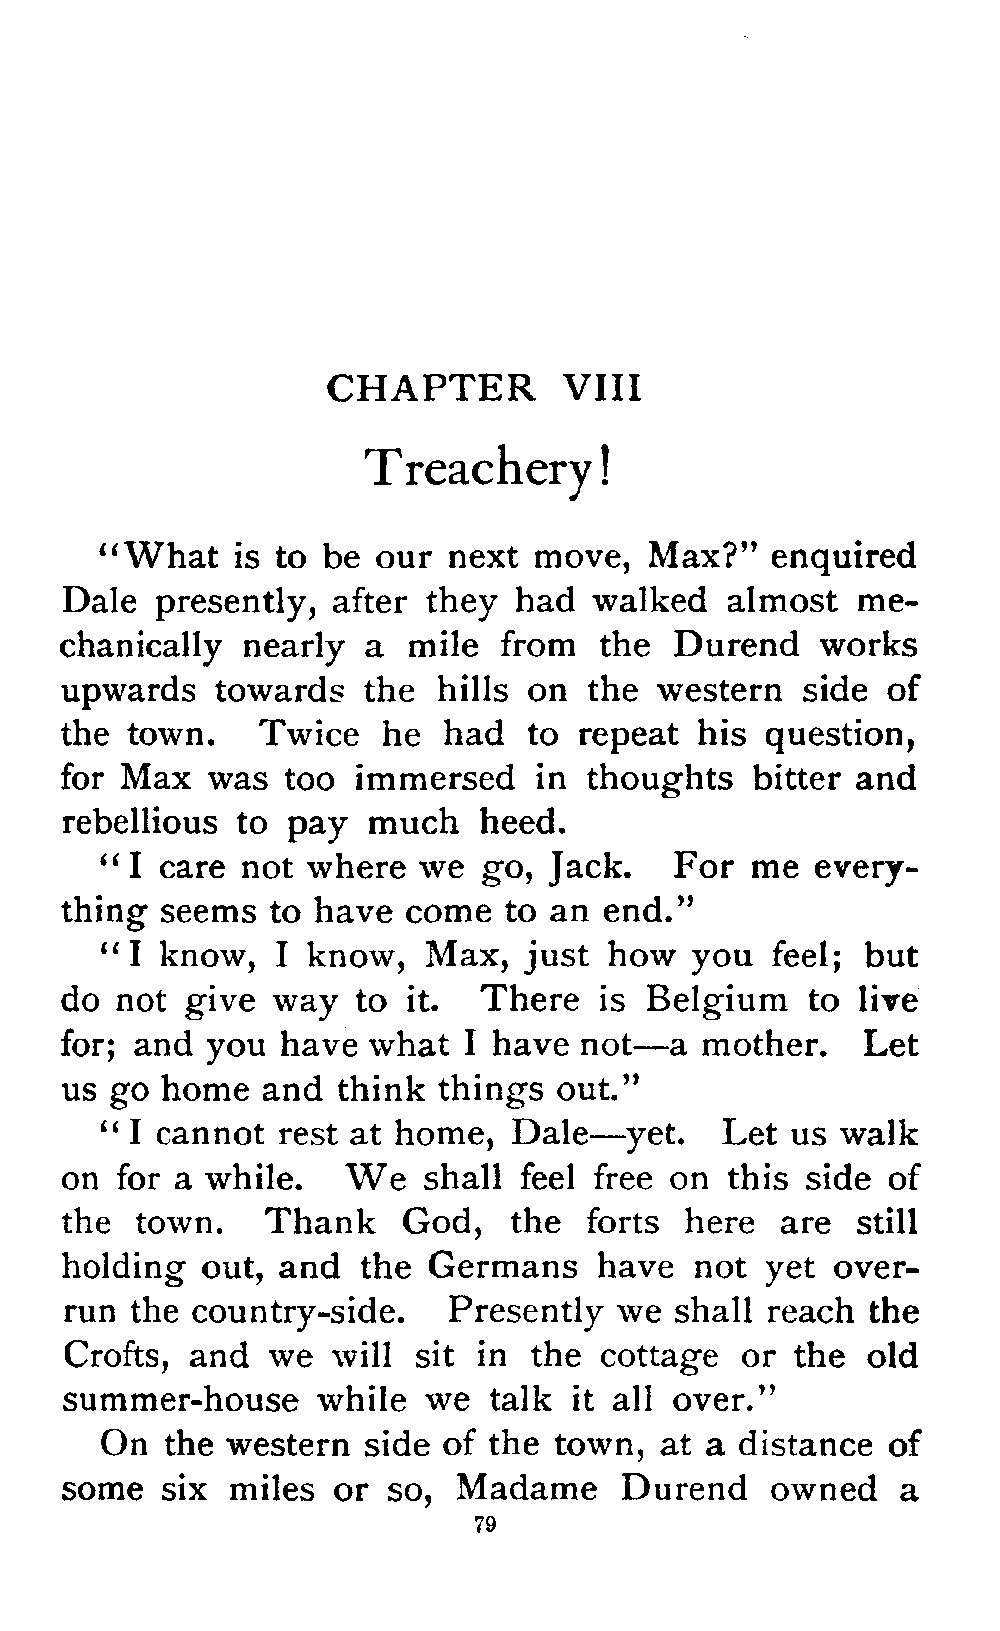 CHAPTER VIII
Treachery!
"What is to be our next move, Max?" enquired
Dale presently, after they had walked almost me-
chanically nearly a mile from the Durend works
upwards towards the hills on the western side of
the town. Twice he had to repeat his question,
for Max was too immersed in thoughts bitter and
rebellious to pay much heed.
"I care not where we go, Jack. For me every-
thing seems to have come to an end."
"I know, I know, Max, just how you feel; but
do not give way to it. There is Belgium to live
for; and you have what I have not—a mother. Let
us go home and think things out."
"I cannot rest at home, Dale—yet. Let us walk
on for a while. We shall feel free on this side of
the town. Thank God, the forts here are still
holding out, and the Germans have not yet over-
run the country-side. Presently we shall reach the
Crofts, and we will sit in the cottage or the old
summer-house while we talk it all over."
On the western side of the town, at a distance of
some six miles or so, Madame Durend owned a
79